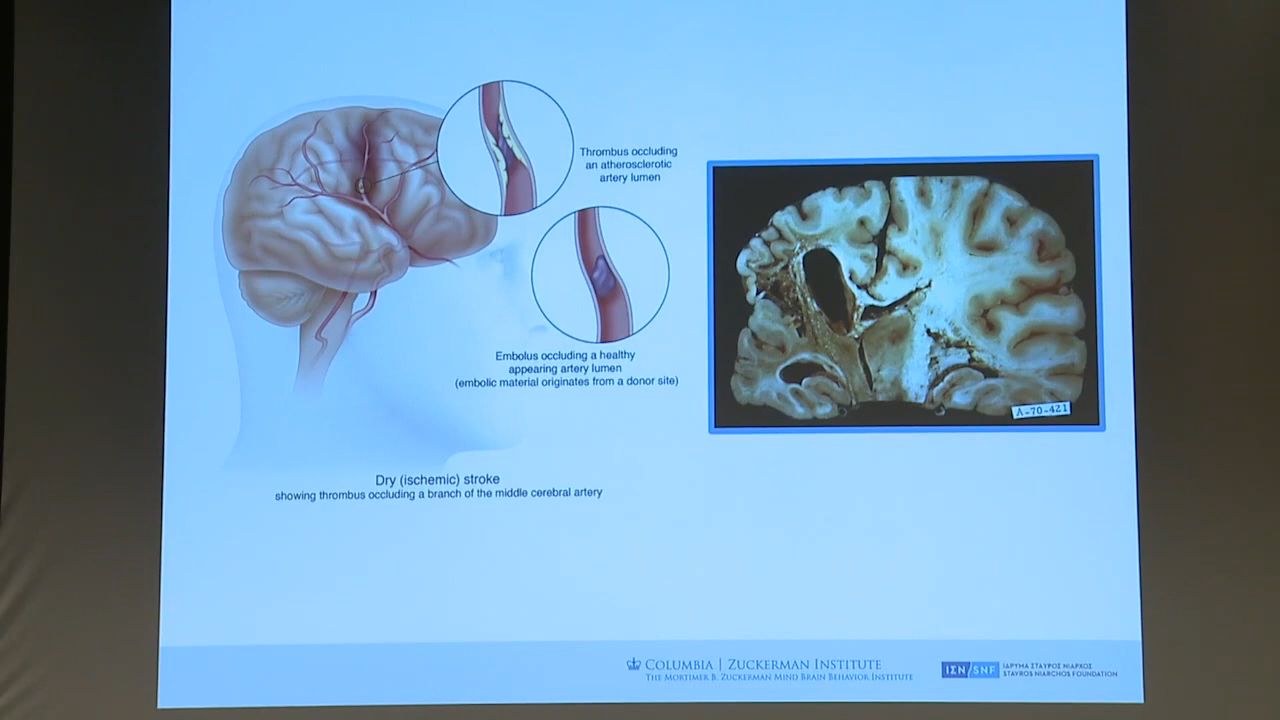 Thrombus occluding
an atherosclerotic
artery lumen
Embolus occluding a healthy
appearing artery lumen
(embolic material originates from a donor site)
Dry (ischemic) stroke
showing thrombus occluding a branch of the middle cerebral artery
A-70-421
COLUMBIA | ZUCKERMAN INSTITUTE
THE MORTIMER B. ZUCKERMAN MIND BRAIN BEHAVIOR INSTITUTE
ΙΣΝ/SNF
ΙΔΡΥΜΑ ΣΤΑΥΡΟΣ ΝΙΑΡΧΟΣ
STAVROS NIARCHOS FOUNDATION